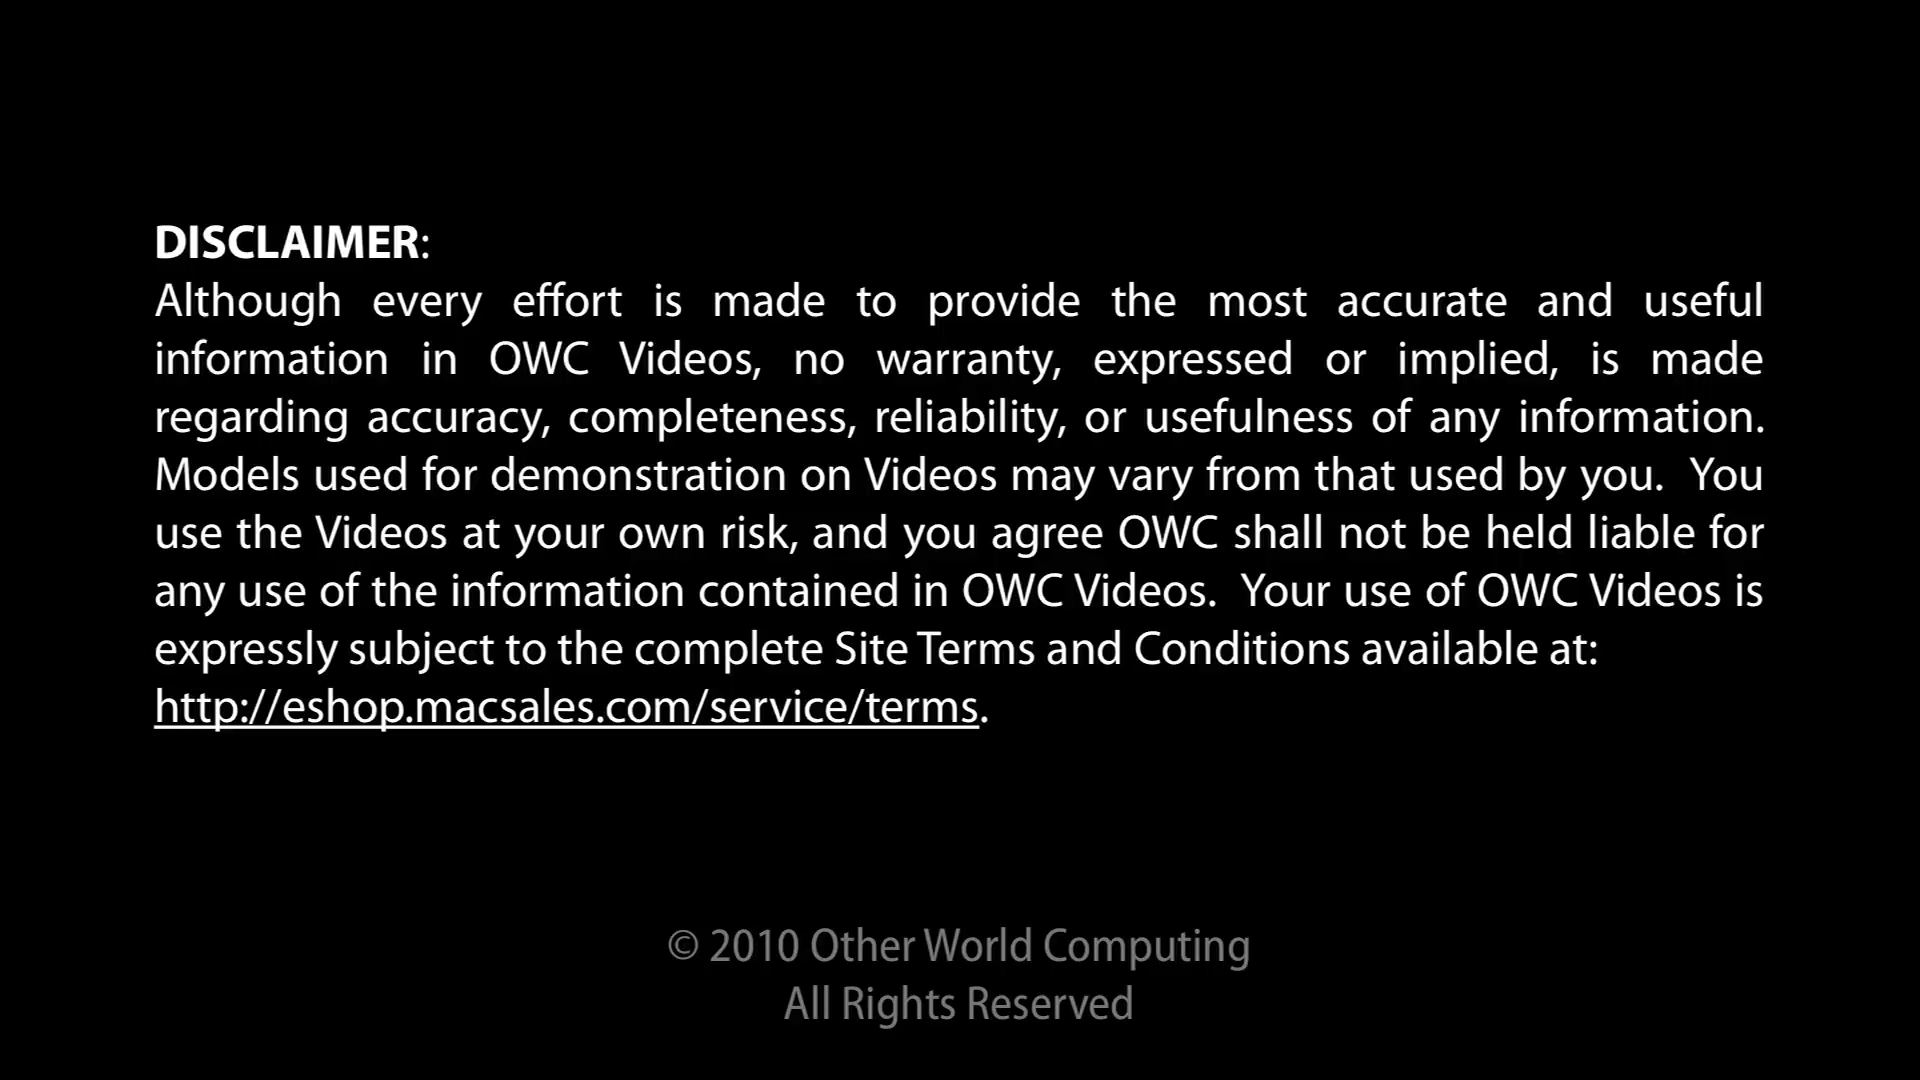 DISCLAIMER:
Although every effort is made to provide the most accurate and useful
information in OWC Videos, no warranty, expressed or implied, is made
regarding accuracy, completeness, reliability, or usefulness of any information.
Models used for demonstration on Videos may vary from that used by you.  You
use the Videos at your own risk, and you agree OWC shall not be held liable for
any use of the information contained in OWC Videos.  Your use of OWC Videos is
expressly subject to the complete Site Terms and Conditions available at:
http://eshop.macsales.com/service/terms.
© 2010 Other World Computing
All Rights Reserved